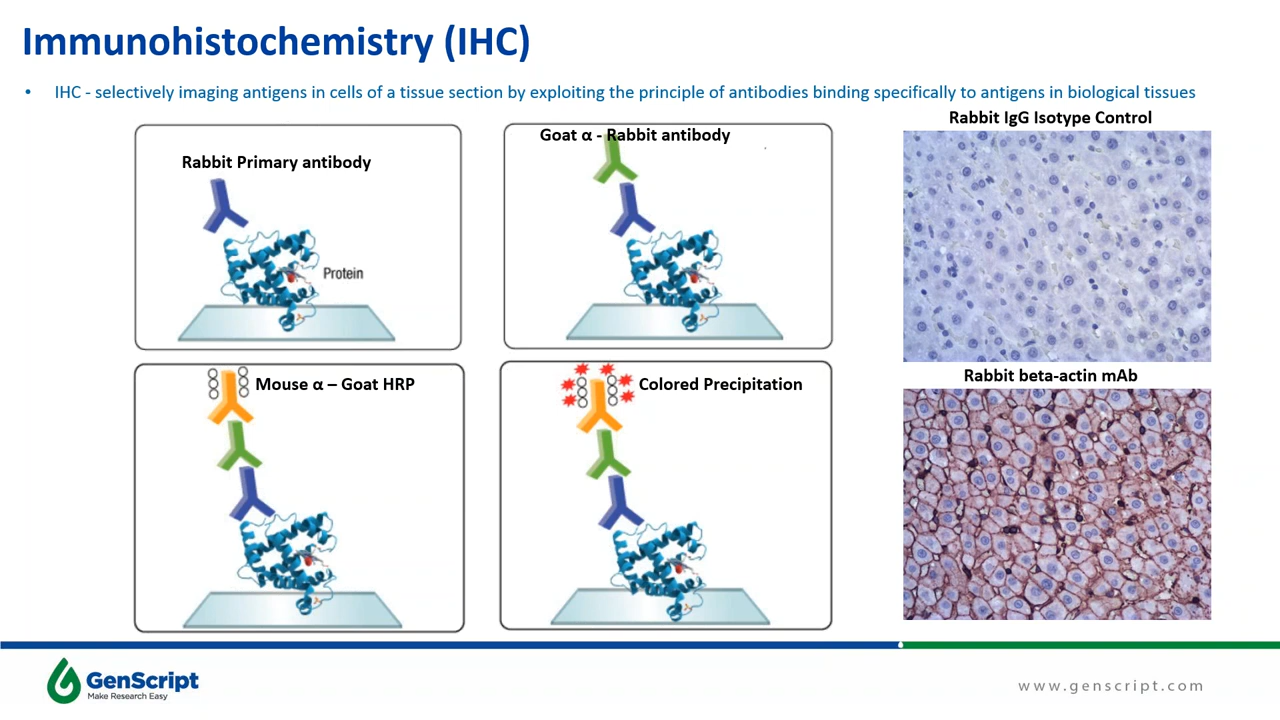 Immunohistochemistry (IHC)
• IHC - selectively imaging antigens in cells of a tissue section by exploiting the principle of antibodies binding specifically to antigens in biological tissues
Rabbit Primary antibody
Protein
Goat α - Rabbit antibody
Rabbit IgG Isotype Control
Mouse α – Goat HRP
Colored Precipitation
Rabbit beta-actin mAb
GenScript
Make Research Easy
www.genscript.com